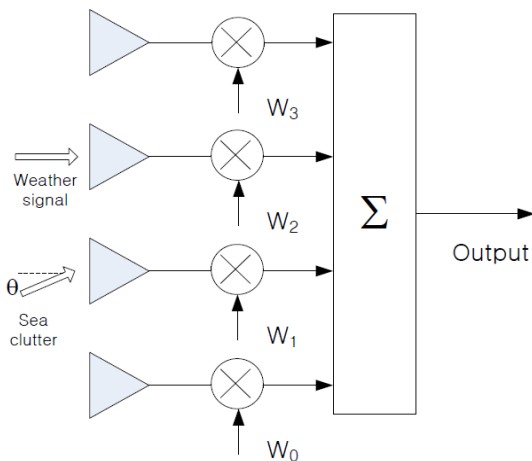 W3
Weather
signal
W2
Σ
Output
θ
Sea
clutter
W1
W0